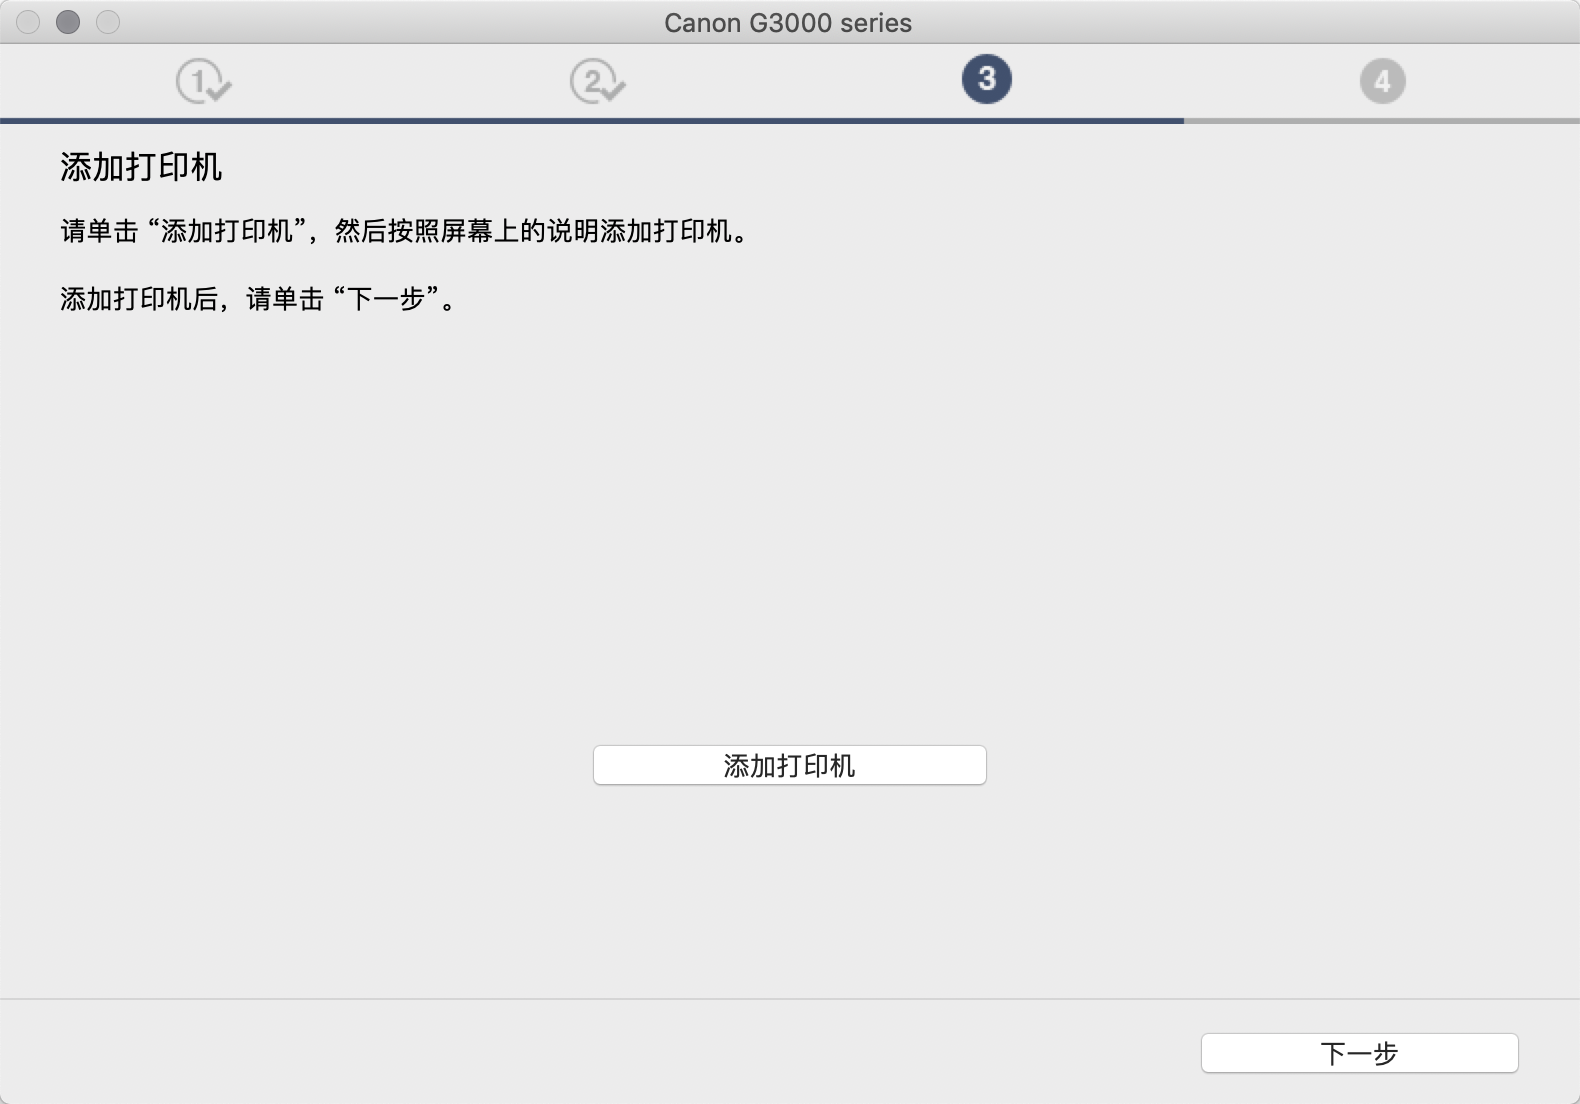 Canon G3000 series
1
2
3
4
添加打印机
请单击 “添加打印机”，然后按照屏幕上的说明添加打印机。
添加打印机后，请单击 “下一步”。
添加打印机
下一步